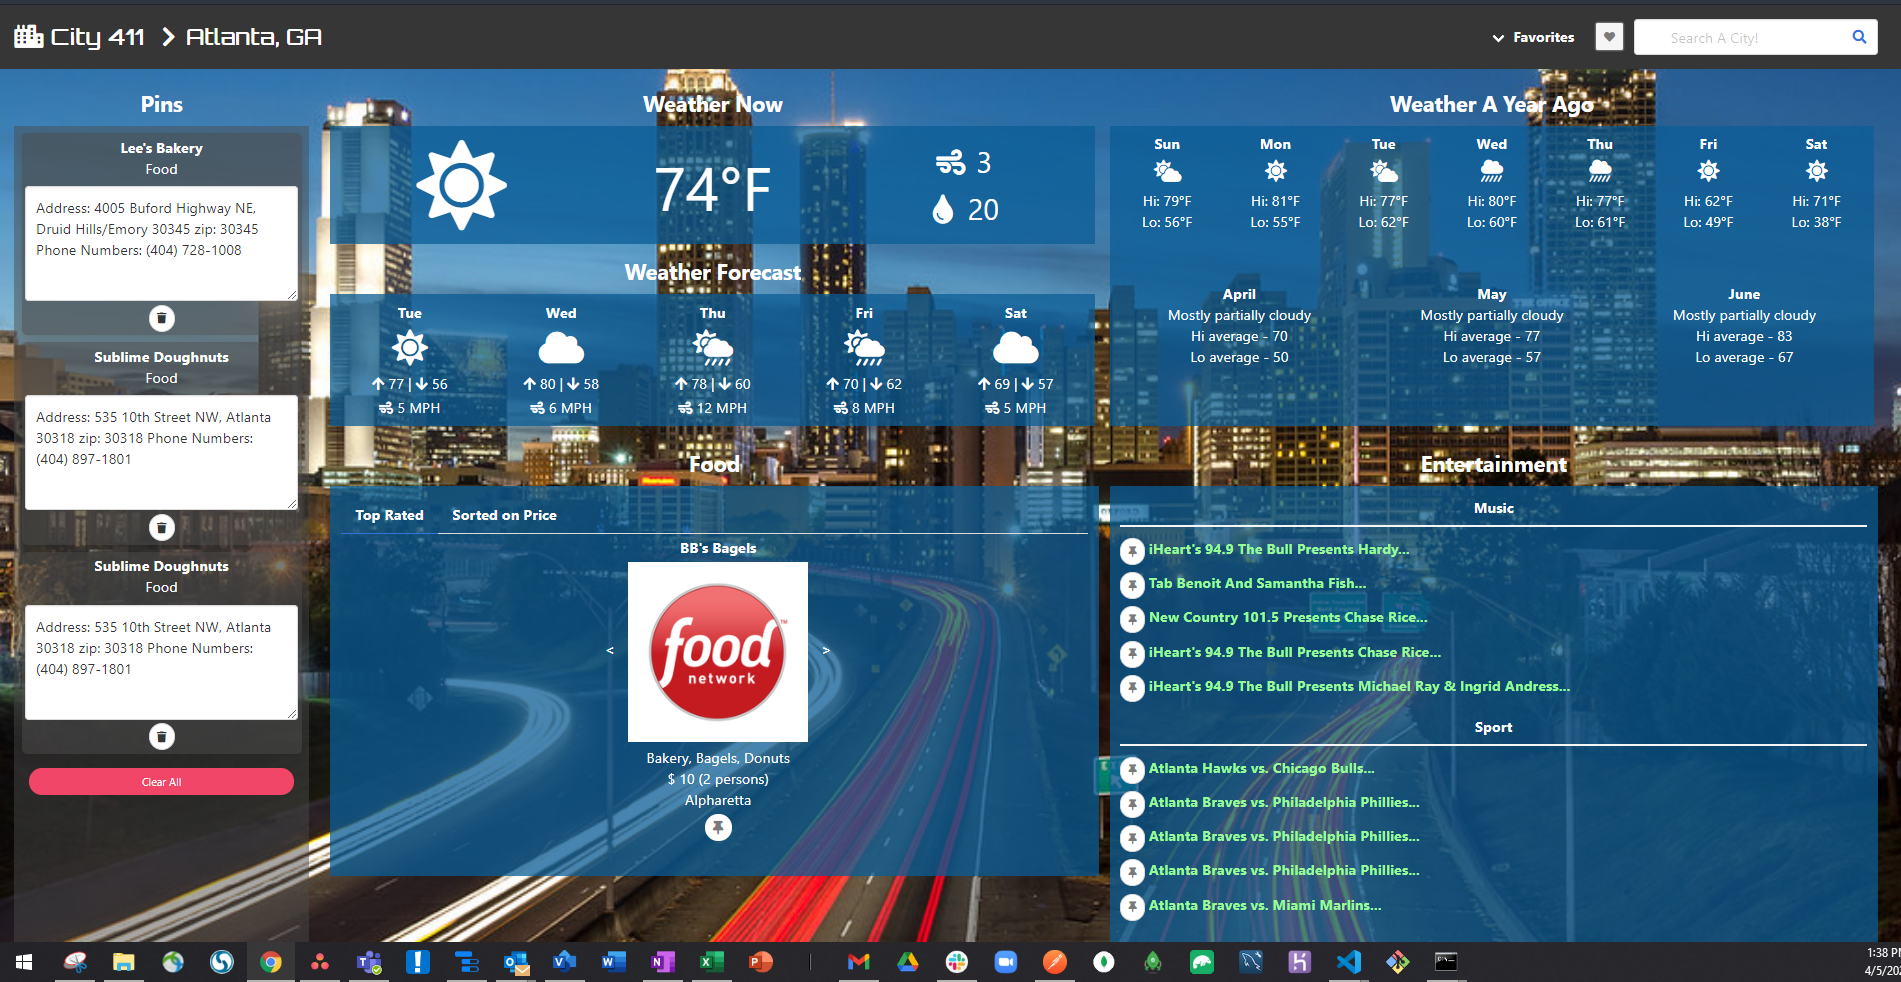 City 411 Atlanta, GA
Favorites
Search A City!
Pins
Lee's Bakery
Food
Address: 4005 Buford Highway NE,
Druid Hills/Emory 30345 zip: 30345
Phone Numbers: (404) 728-1008
Sublime Doughnuts
Food
Address: 535 10th Street NW, Atlanta
30318 zip: 30318 Phone Numbers:
(404) 897-1801
Sublime Doughnuts
Food
Address: 535 10th Street NW, Atlanta
30318 zip: 30318 Phone Numbers:
(404) 897-1801
Clear All
Weather Now
74°F
3
20
Weather Forecast
Tue Wed Thu Fri Sat
77 | 56 80 | 58 78 | 60 70 | 62 69 | 57
5 MPH 6 MPH 12 MPH 8 MPH 5 MPH
Weather A Year Ago
Sun Mon Tue Wed Thu Fri Sat
Hi: 79°F Hi: 81°F Hi: 77°F Hi: 80°F Hi: 77°F Hi: 62°F Hi: 71°F
Lo: 56°F Lo: 55°F Lo: 62°F Lo: 60°F Lo: 61°F Lo: 49°F Lo: 38°F
April May June
Mostly partially cloudy Mostly partially cloudy Mostly partially cloudy
Hi average - 70 Hi average - 77 Hi average - 83
Lo average - 50 Lo average - 57 Lo average - 67
Food
Top Rated Sorted on Price
BB's Bagels
< >
food
network
™
Bakery, Bagels, Donuts
$ 10 (2 persons)
Alpharetta
Entertainment
Music
iHeart's 94.9 The Bull Presents Hardy...
Tab Benoit And Samantha Fish...
New Country 101.5 Presents Chase Rice...
iHeart's 94.9 The Bull Presents Chase Rice...
iHeart's 94.9 The Bull Presents Michael Ray & Ingrid Andress...
Sport
Atlanta Hawks vs. Chicago Bulls...
Atlanta Braves vs. Philadelphia Phillies...
Atlanta Braves vs. Philadelphia Phillies...
Atlanta Braves vs. Philadelphia Phillies...
Atlanta Braves vs. Miami Marlins...
1:38 P
4/5/20